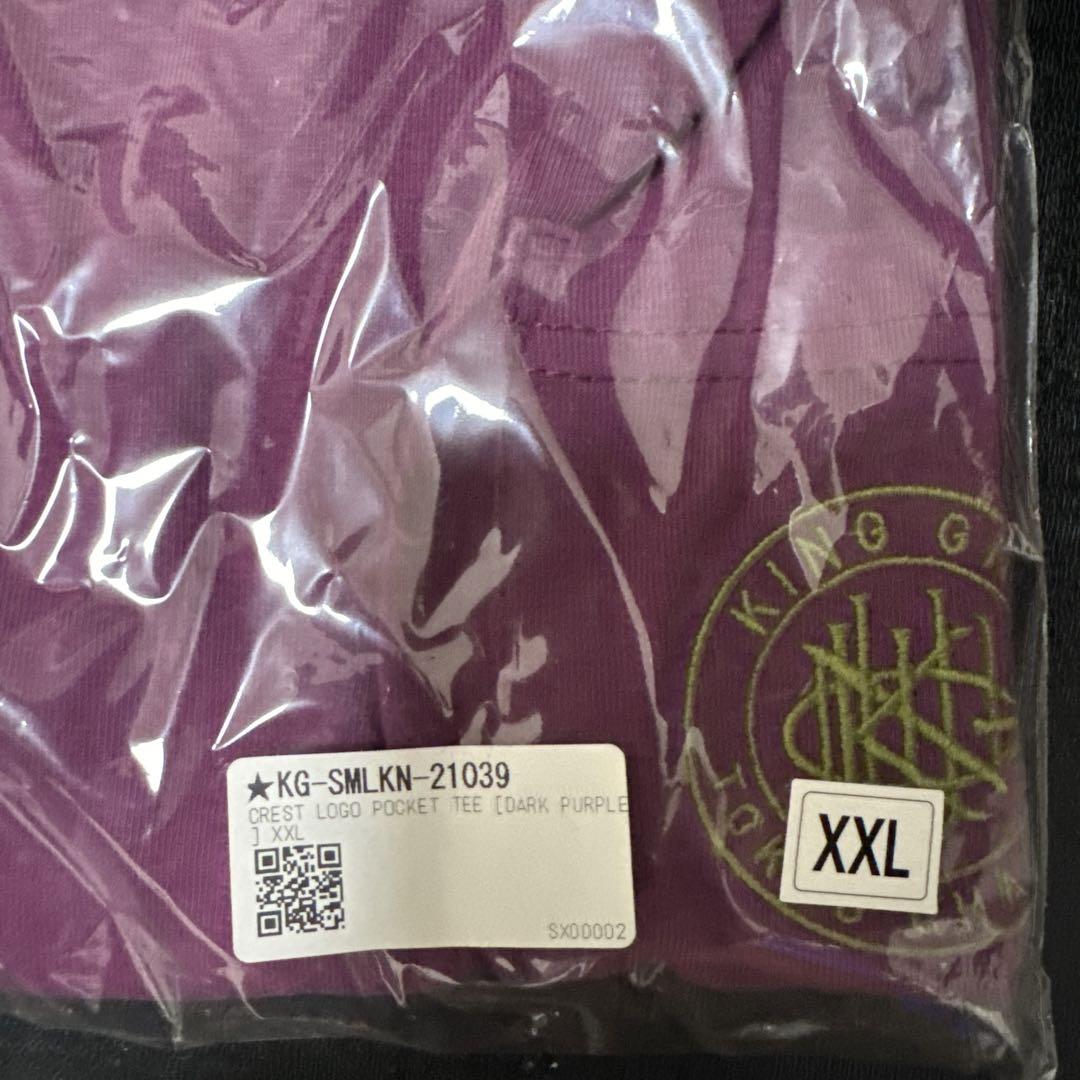 KING G
★KG-SMLKN-21039
CREST LOGO POCKET TEE [DARK PURPLE
] XXL
SX00002
XXL